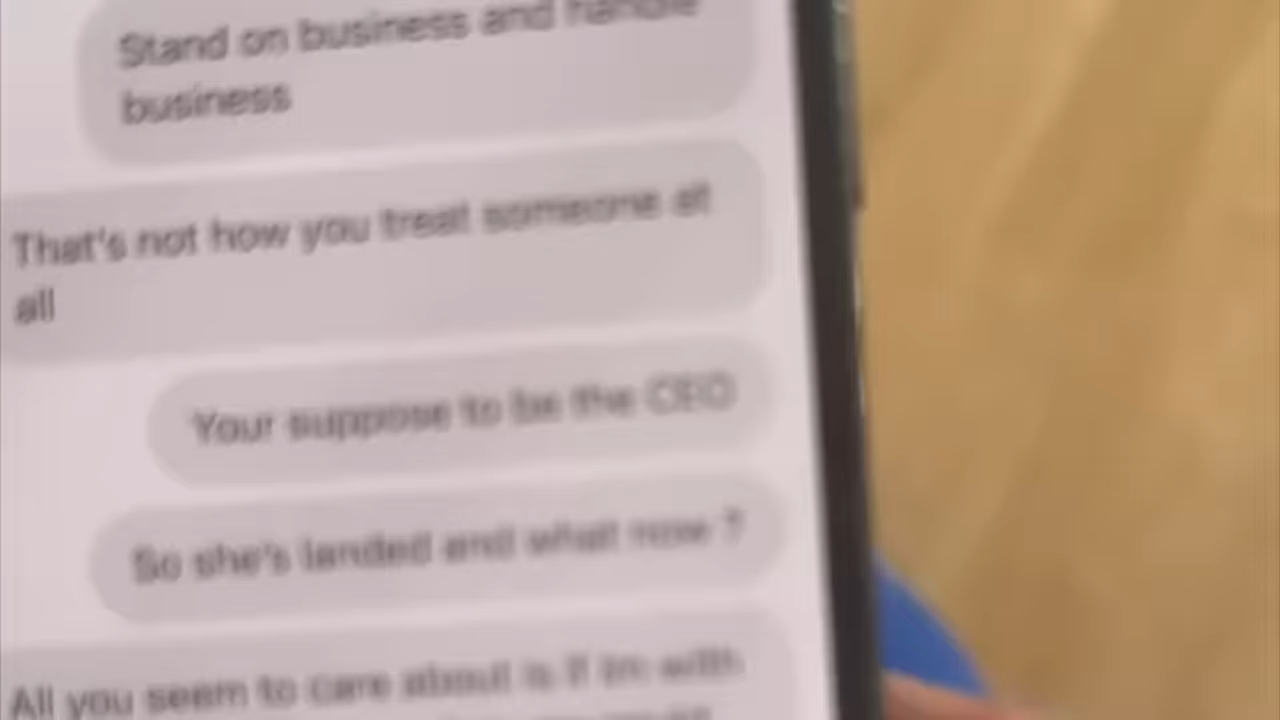 Stand on business and handle
business
That's not how you treat someone at
all
Your suppose to be the CEO
So she's landed and what now ?
All you seem to care about is if im with